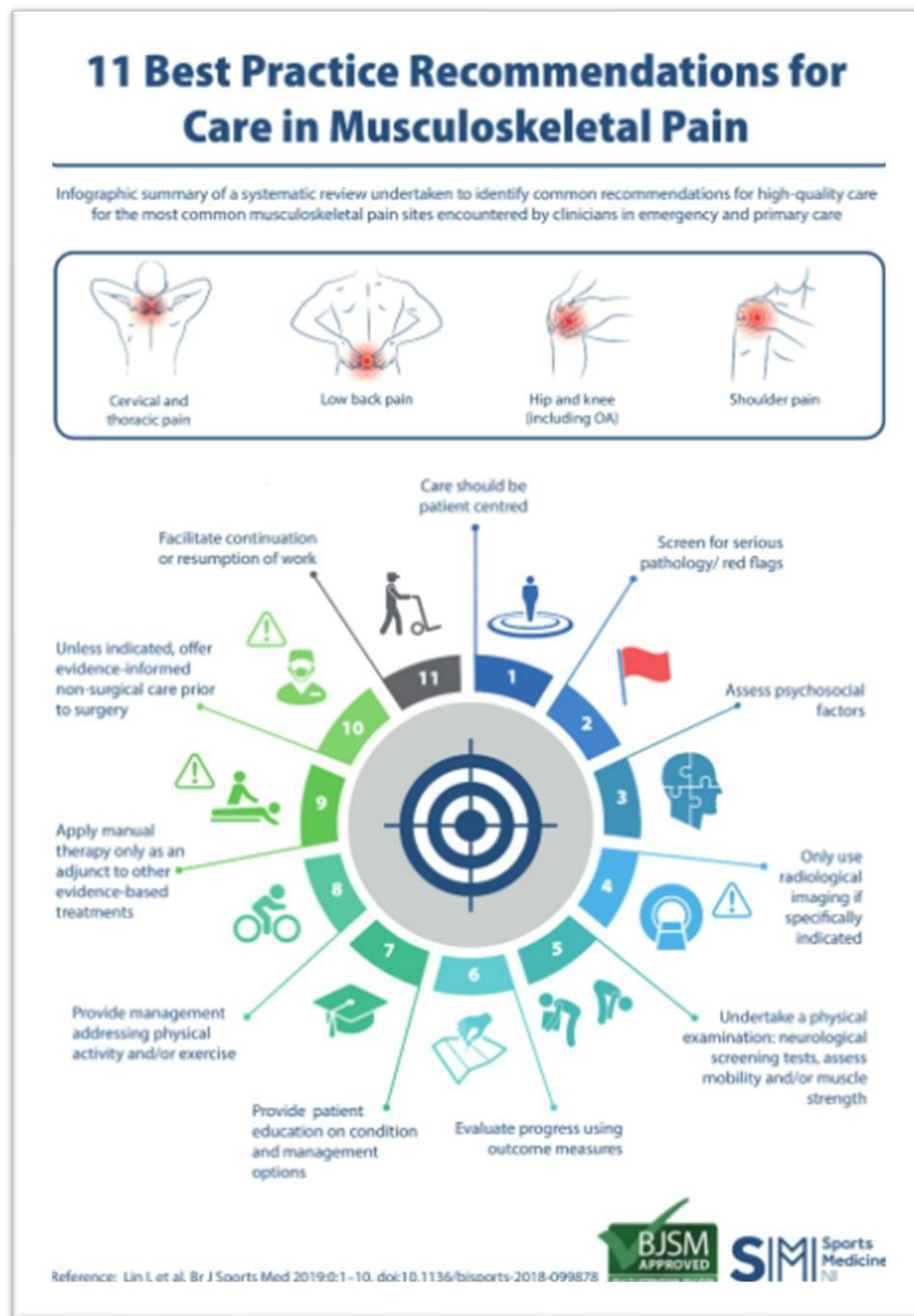 11 Best Practice Recommendations for
Care in Musculoskeletal Pain
Infographic summary of a systematic review undertaken to identify common recommendations for high-quality care
for the most common musculoskeletal pain sites encountered by clinicians in emergency and primary care
Cervical and
thoracic pain
Low back pain
Hip and knee
(including OA)
Shoulder pain
Care should be
patient centred
Screen for serious
pathology/ red flags
Assess psychosocial
factors
Only use
radiological
imaging if
specifically
indicated
Undertake a physical
examination: neurological
screening tests, assess
mobility and/or muscle
strength
Evaluate progress using
outcome measures
Provide patient
education on condition
and management
options
Provide management
addressing physical
activity and/or exercise
Apply manual
therapy only as an
adjunct to other
evidence-based
treatments
Unless indicated, offer
evidence-informed
non-surgical care prior
to surgery
Facilitate continuation
or resumption of work
1
2
3
4
5
6
7
8
9
10
11
BJSM
APPROVED
SMI Sports
Medicine
NI
Reference: Lin I, et al. Br J Sports Med 2019;0:1–10. doi:10.1136/bjsports-2018-099878